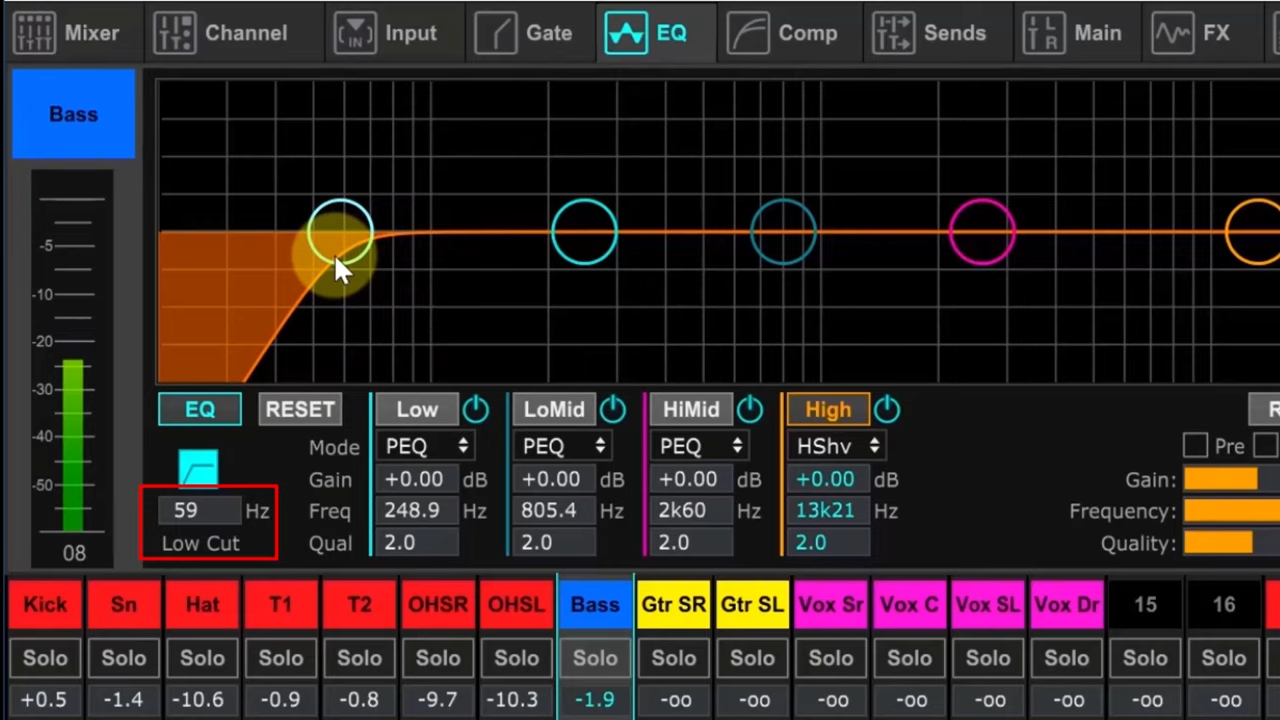 Mixer Channel IN Input Gate EQ Comp Sends L R Main FX
Bass
-5
-10
-20
-30
-40
-50
08
EQ RESET Low LoMid HiMid High R
Mode PEQ PEQ PEQ HShv Pre
Gain +0.00 dB +0.00 dB +0.00 dB +0.00 dB Gain:
59 Hz Freq 248.9 Hz 805.4 Hz 2k60 Hz 13k21 Hz Frequency:
Low Cut Qual 2.0 2.0 2.0 2.0 Quality:
Kick Sn Hat T1 T2 OHSR OHSL Bass Gtr SR Gtr SL Vox Sr Vox C Vox SL Vox Dr 15 16
Solo Solo Solo Solo Solo Solo Solo Solo Solo Solo Solo Solo Solo Solo Solo Solo
+0.5 -1.4 -10.6 -0.9 -0.8 -9.7 -10.3 -1.9 -oo -oo -oo -oo -oo -oo -oo -oo